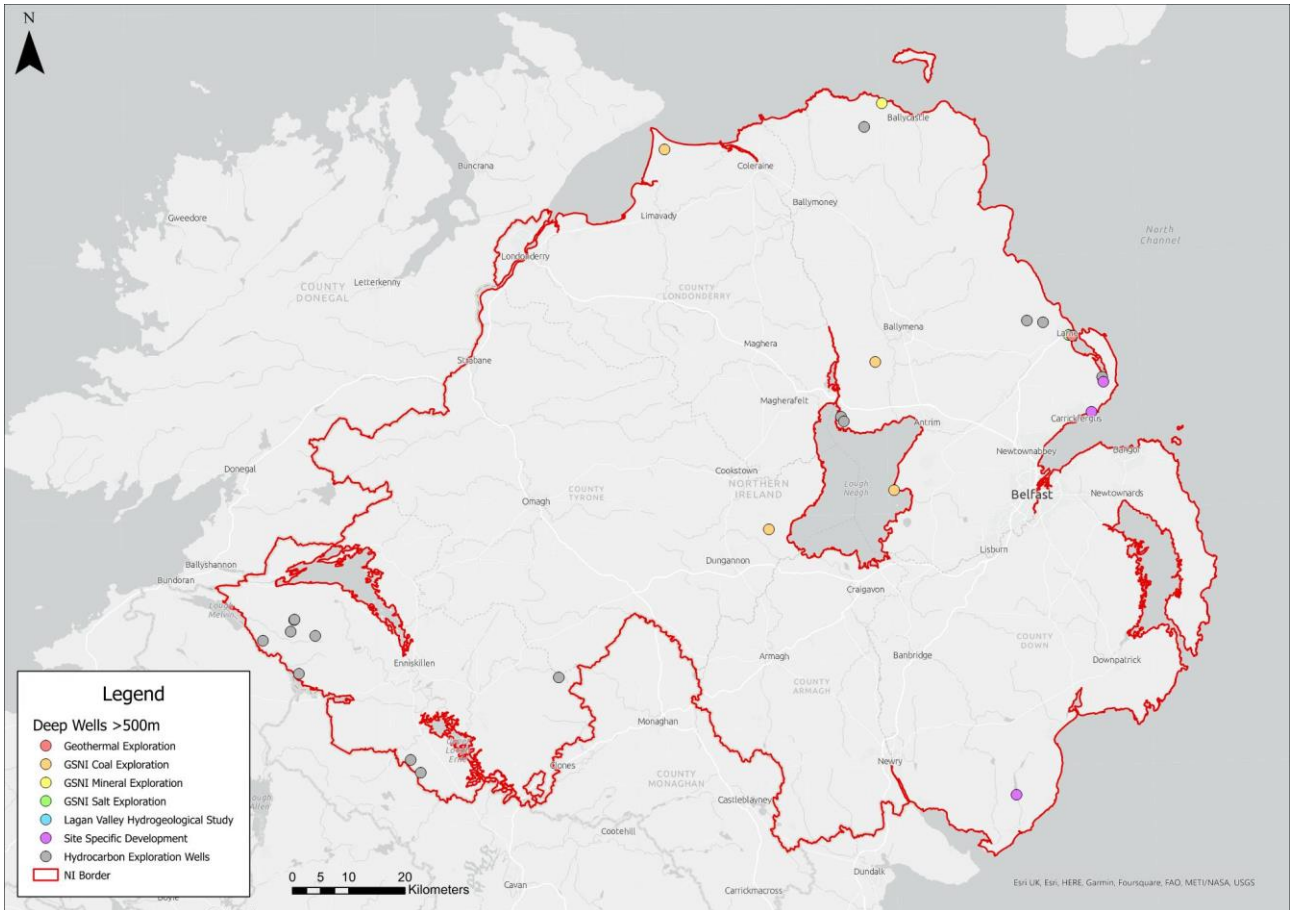 N
Ballycastle
Coleraine
Buncrana
Gweedore
Limavady
Ballymoney
North
Channel
Londonderry
Letterkenny
COUNTY
DONEGAL
COUNTY
LONDONDERRY
Ballymena
Larne
Maghera
Strabane
Magherafelt
Carrickfergus
Antrim
Newtownabbey
Bangor
Donegal
Cookstown
NORTHERN
IRELAND
Lough
Neagh
Belfast
Newtownards
COUNTY
TYRONE
Omagh
Lisburn
Dungannon
Ballyshannon
Bundoran
Craigavon
Lough
Melvin
COUNTY
DOWN
Enniskillen
Armagh
Banbridge
Downpatrick
COUNTY
ARMAGH
Monaghan
Clones
Newry
COUNTY
MONAGHAN
Castleblayney
Cootehill
Dundalk
Cavan
Carrickmacross
Legend
Deep Wells >500m
Geothermal Exploration
GSNI Coal Exploration
GSNI Mineral Exploration
GSNI Salt Exploration
Lagan Valley Hydrogeological Study
Site Specific Development
Hydrocarbon Exploration Wells
NI Border
0 5 10 20
Kilometers
Esri UK, Esri, HERE, Garmin, Foursquare, FAO, METI/NASA, USGS